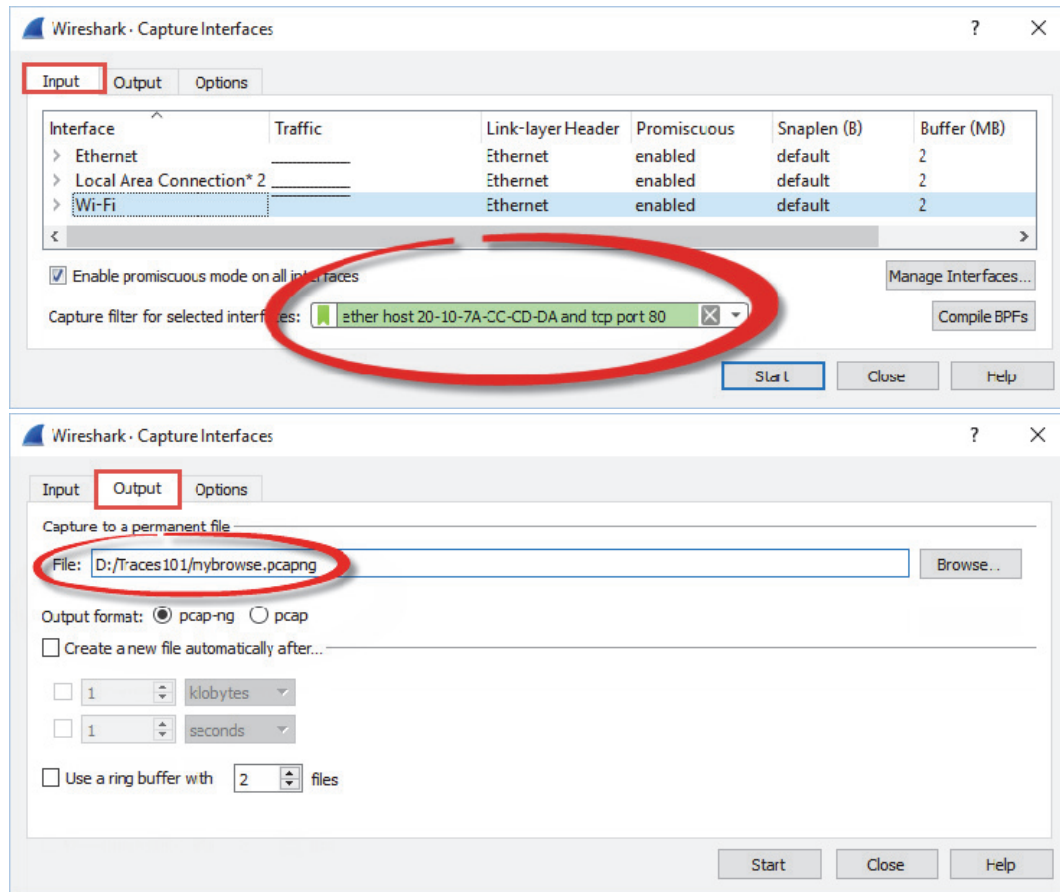 Wireshark · Capture Interfaces
? ×
Input Output Options
Interface Traffic Link-layer Header Promiscuous Snaplen (B) Buffer (MB)
Ethernet Ethernet enabled default 2
Local Area Connection* 2 Ethernet enabled default 2
Wi-Fi Ethernet enabled default 2
Enable promiscuous mode on all interfaces
Manage Interfaces...
Capture filter for selected interfaces: ether host 20-10-7A-CC-CD-DA and tcp port 80
Compile BPFs
Start Close Help
Wireshark · Capture Interfaces
? ×
Input Output Options
Capture to a permanent file
File: D:/Traces101/mybrowse.pcapng Browse...
Output format: pcap-ng pcap
Create a new file automatically after...
1 kilobytes
1 seconds
Use a ring buffer with 2 files
Start Close Help